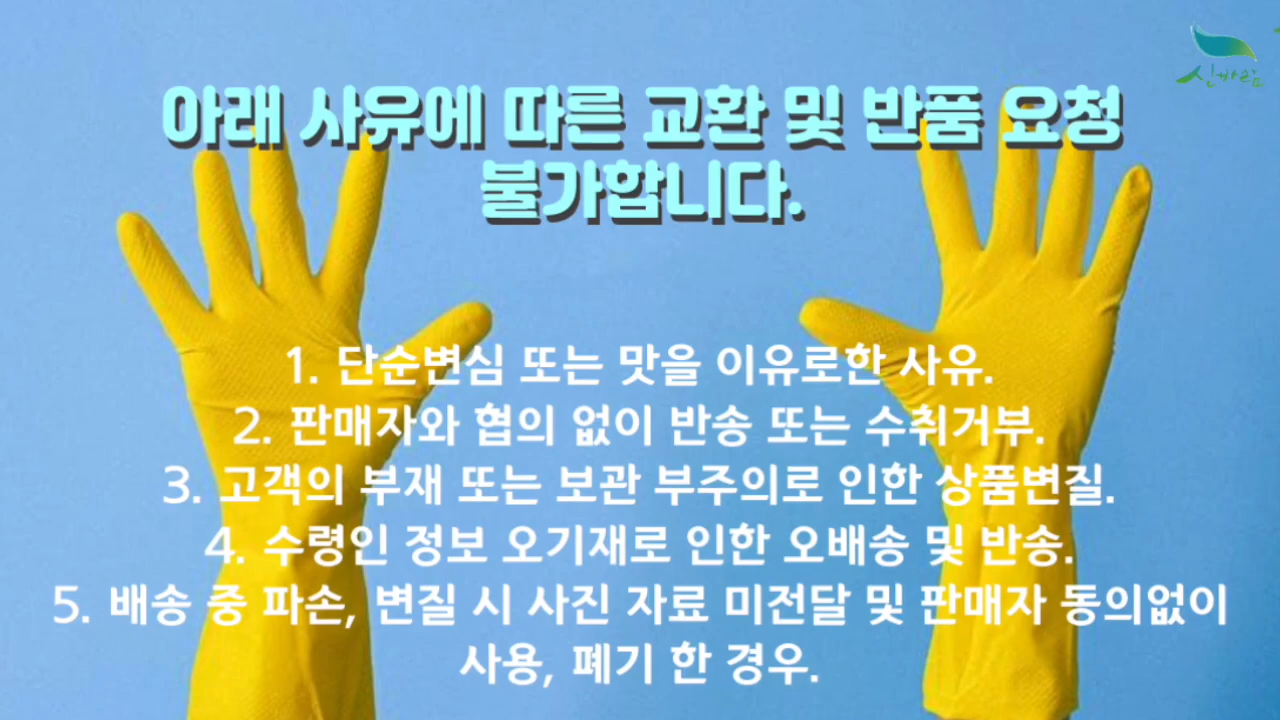 신바람
아래 사유에 따른 교환 및 반품 요청
불가합니다.
1. 단순변심 또는 맛을 이유로한 사유.
2. 판매자와 협의 없이 반송 또는 수취거부.
3. 고객의 부재 또는 보관 부주의로 인한 상품변질.
4. 수령인 정보 오기재로 인한 오배송 및 반송.
5. 배송 중 파손, 변질 시 사진 자료 미전달 및 판매자 동의없이
사용, 폐기 한 경우.